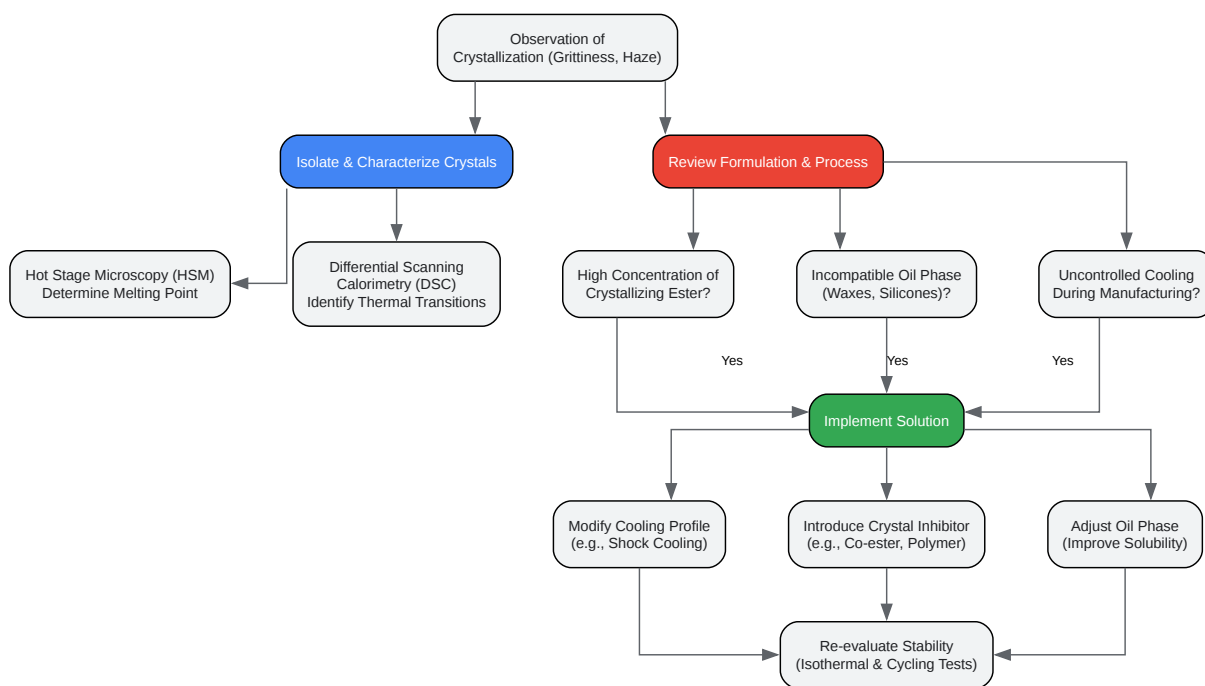 Observation of
Crystallization (Grittiness, Haze)
Isolate & Characterize Crystals
Review Formulation & Process
Hot Stage Microscopy (HSM)
Determine Melting Point
Differential Scanning
Calorimetry (DSC)
Identify Thermal Transitions
High Concentration of
Crystallizing Ester?
Incompatible Oil Phase
(Waxes, Silicones)?
Uncontrolled Cooling
During Manufacturing?
Yes
Yes
Yes
Implement Solution
Modify Cooling Profile
(e.g., Shock Cooling)
Introduce Crystal Inhibitor
(e.g., Co-ester, Polymer)
Adjust Oil Phase
(Improve Solubility)
Re-evaluate Stability
(Isothermal & Cycling Tests)